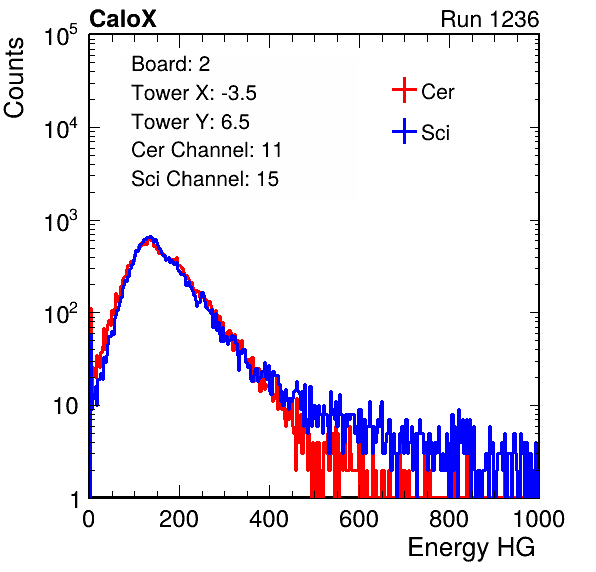 CaloX Run 1236
Board: 2
Tower X: -3.5
Tower Y: 6.5
Cer Channel: 11
Sci Channel: 15
Cer
Sci
Counts
10^5
10^4
10^3
10^2
10
1
0 200 400 600 800 1000
Energy HG